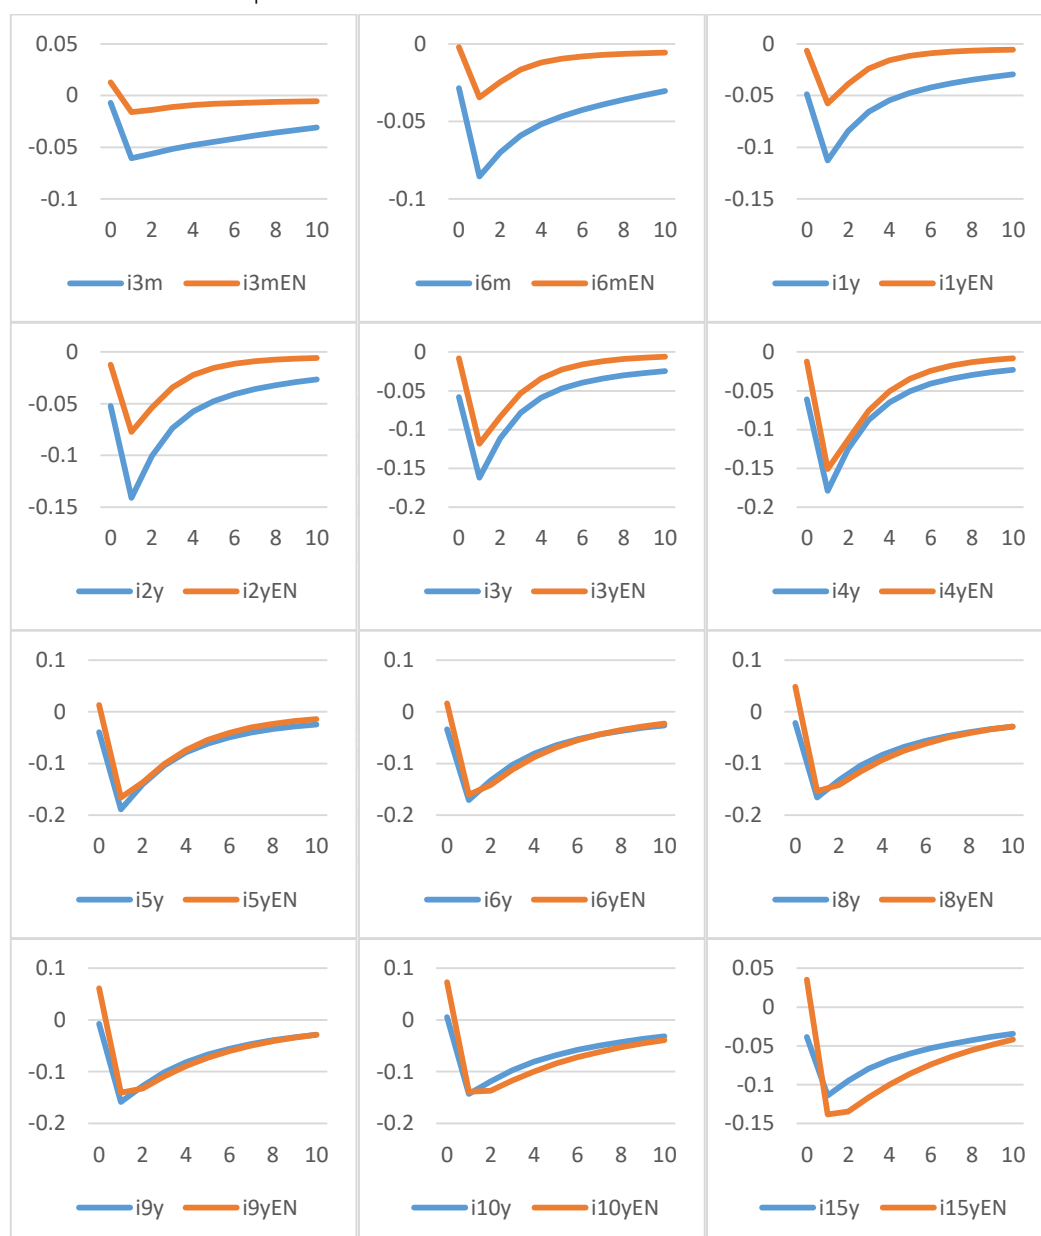 0.05 0 -0.05 -0.1
0 2 4 6 8 10
i3m i3mEN
0 -0.05 -0.1
0 2 4 6 8 10
i6m i6mEN
0 -0.05 -0.1 -0.15
0 2 4 6 8 10
i1y i1yEN
0 -0.05 -0.1 -0.15
0 2 4 6 8 10
i2y i2yEN
0 -0.05 -0.1 -0.15 -0.2
0 2 4 6 8 10
i3y i3yEN
0 -0.05 -0.1 -0.15 -0.2
0 2 4 6 8 10
i4y i4yEN
0.1 0 -0.1 -0.2
0 2 4 6 8 10
i5y i5yEN
0.1 0 -0.1 -0.2
0 2 4 6 8 10
i6y i6yEN
0.1 0 -0.1 -0.2
0 2 4 6 8 10
i8y i8yEN
0.1 0 -0.1 -0.2
0 2 4 6 8 10
i9y i9yEN
0.1 0 -0.1 -0.2
0 2 4 6 8 10
i10y i10yEN
0.05 0 -0.05 -0.1 -0.15
0 2 4 6 8 10
i15y i15yEN